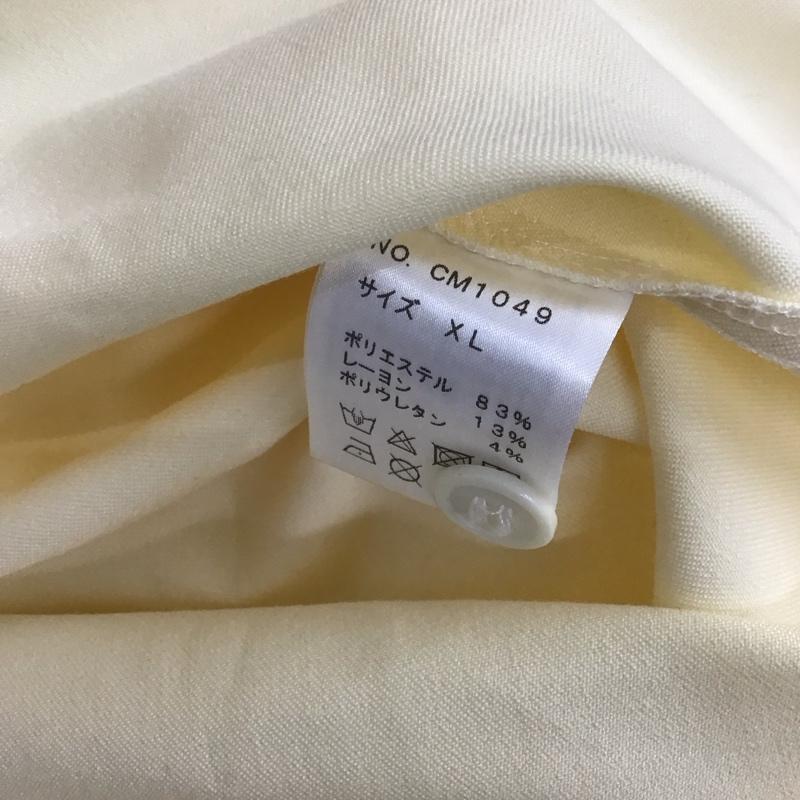 NO. CM1049
サイズ XL
ポリエステル 83%
レーヨン 13%
ポリウレタン 4%